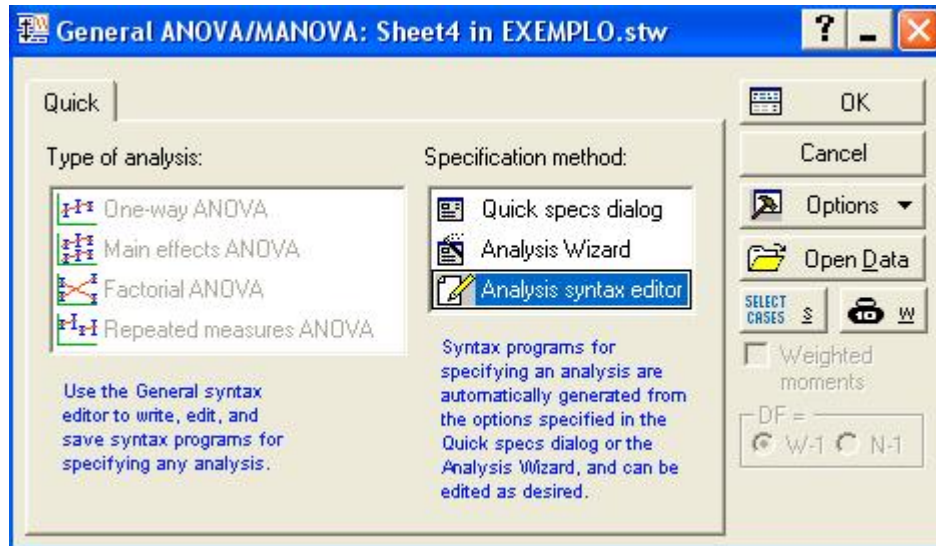 General ANOVA/MANOVA: Sheet4 in EXEMPLO.stw
Quick
Type of analysis:
One-way ANOVA
Main effects ANOVA
Factorial ANOVA
Repeated measures ANOVA
Use the General syntax
editor to write, edit, and
save syntax programs for
specifying any analysis.
Specification method:
Quick specs dialog
Analysis Wizard
Analysis syntax editor
Syntax programs for
specifying an analysis are
automatically generated from
the options specified in the
Quick specs dialog or the
Analysis Wizard, and can be
edited as desired.
OK
Cancel
Options
Open Data
SELECT
CASES S
W
Weighted
moments
DF =
W-1 N-1